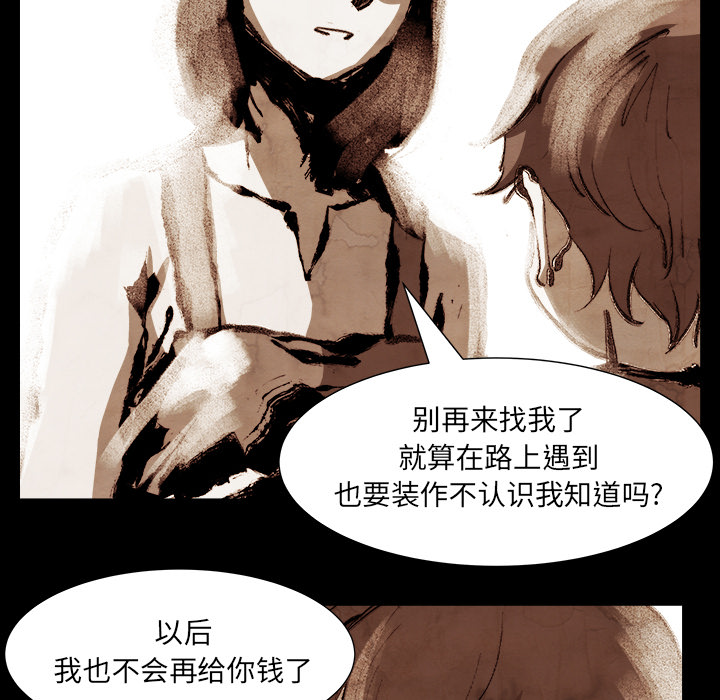 别再来找我了
就算在路上遇到
也要装作不认识我知道吗?
以后
我也不会再给你钱了